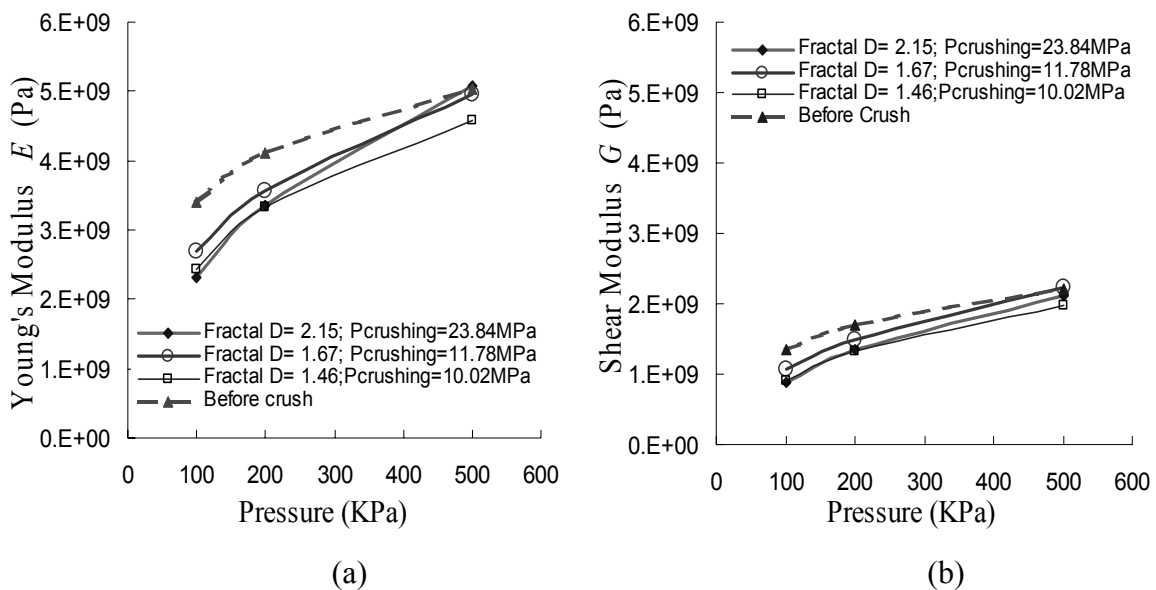 6.E+09
5.E+09
4.E+09
3.E+09
2.E+09
1.E+09
0.E+00
Young's Modulus E (Pa)
Fractal D= 2.15; Pcrushing=23.84MPa
Fractal D= 1.67; Pcrushing=11.78MPa
Fractal D= 1.46;Pcrushing=10.02MPa
Before crush
0 100 200 300 400 500 600
Pressure (KPa)
(a)
6.E+09
5.E+09
4.E+09
3.E+09
2.E+09
1.E+09
0.E+00
Shear Modulus G (Pa)
Fractal D= 2.15; Pcrushing=23.84MPa
Fractal D= 1.67; Pcrushing=11.78MPa
Fractal D= 1.46;Pcrushing=10.02MPa
Before Crush
0 100 200 300 400 500 600
Pressure (KPa)
(b)